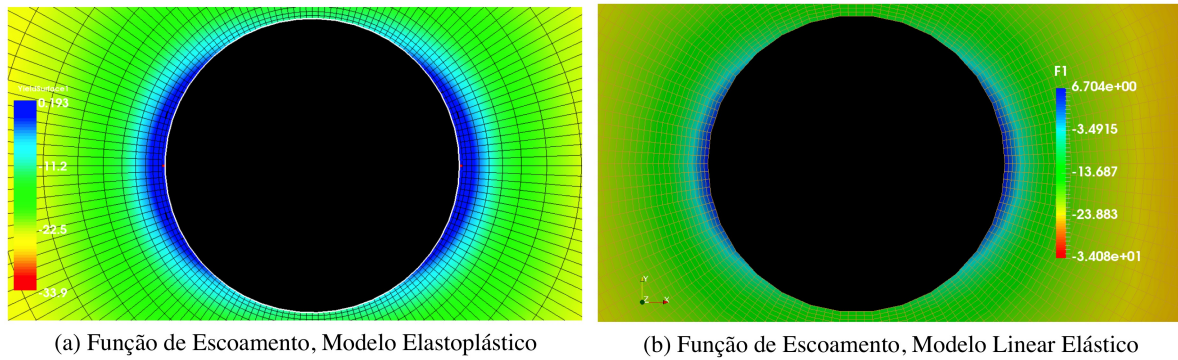 0.193
-11.2
-22.5
-33.9
F1
6.704e+00
-3.4915
-13.687
-23.883
-3.408e+01
Y
Z
X
(a) Função de Escoamento, Modelo Elastoplástico
(b) Função de Escoamento, Modelo Linear Elástico